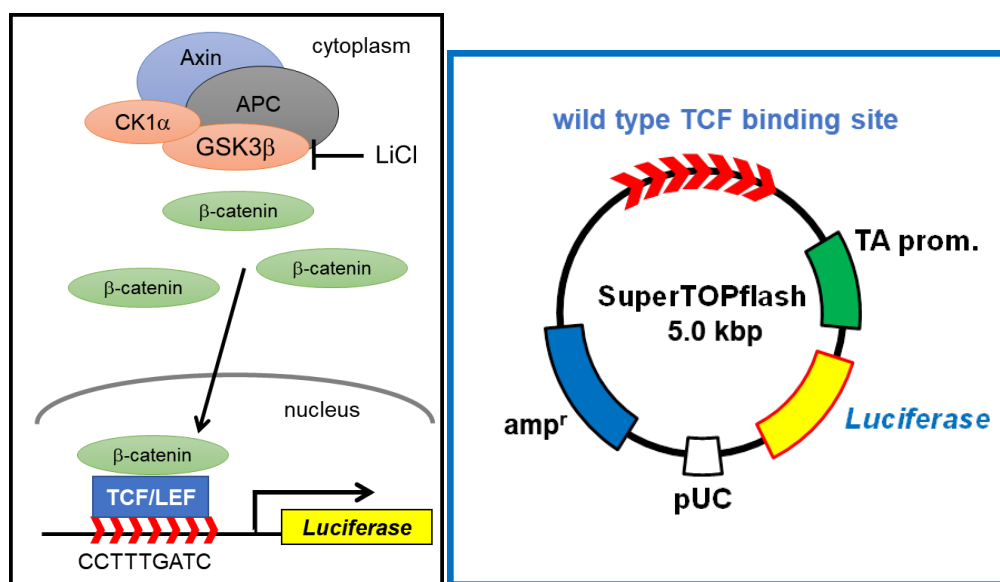 cytoplasm
Axin
APC
CK1α
GSK3β
LiCl
β-catenin
β-catenin
β-catenin
nucleus
β-catenin
TCF/LEF
Luciferase
CCTTTGATC
wild type TCF binding site
TA prom.
SuperTOPflash
5.0 kbp
Luciferase
ampʳ
pUC